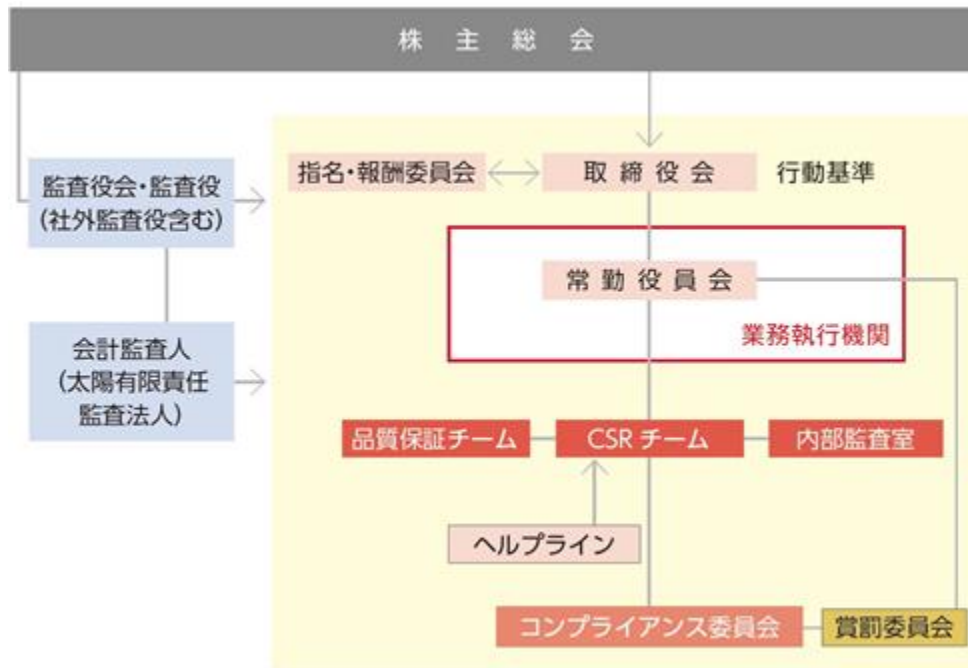 株主総会
監査役会・監査役
(社外監査役含む)
指名・報酬委員会
取締役会
行動基準
常勤役員会
業務執行機関
会計監査人
(太陽有限責任
監査法人)
品質保証チーム
CSRチーム
内部監査室
ヘルプライン
コンプライアンス委員会
賞罰委員会